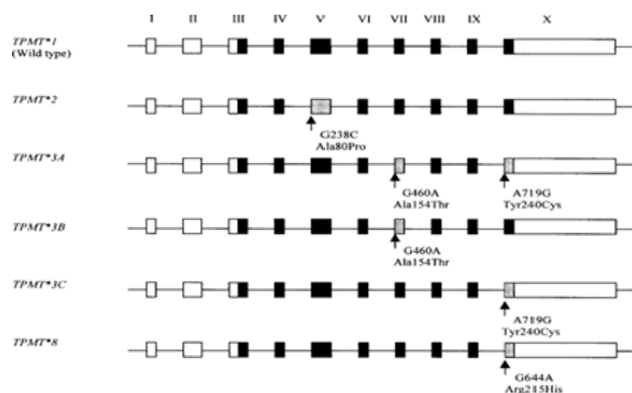 I II III IV V VI VII VIII IX X
TPMT*1
(Wild type)
TPMT*2
G238C
Ala80Pro
TPMT*3A
G460A A719G
Ala154Thr Tyr240Cys
TPMT*3B
G460A
Ala154Thr
TPMT*3C
A719G
Tyr240Cys
TPMT*8
G644A
Arg215His